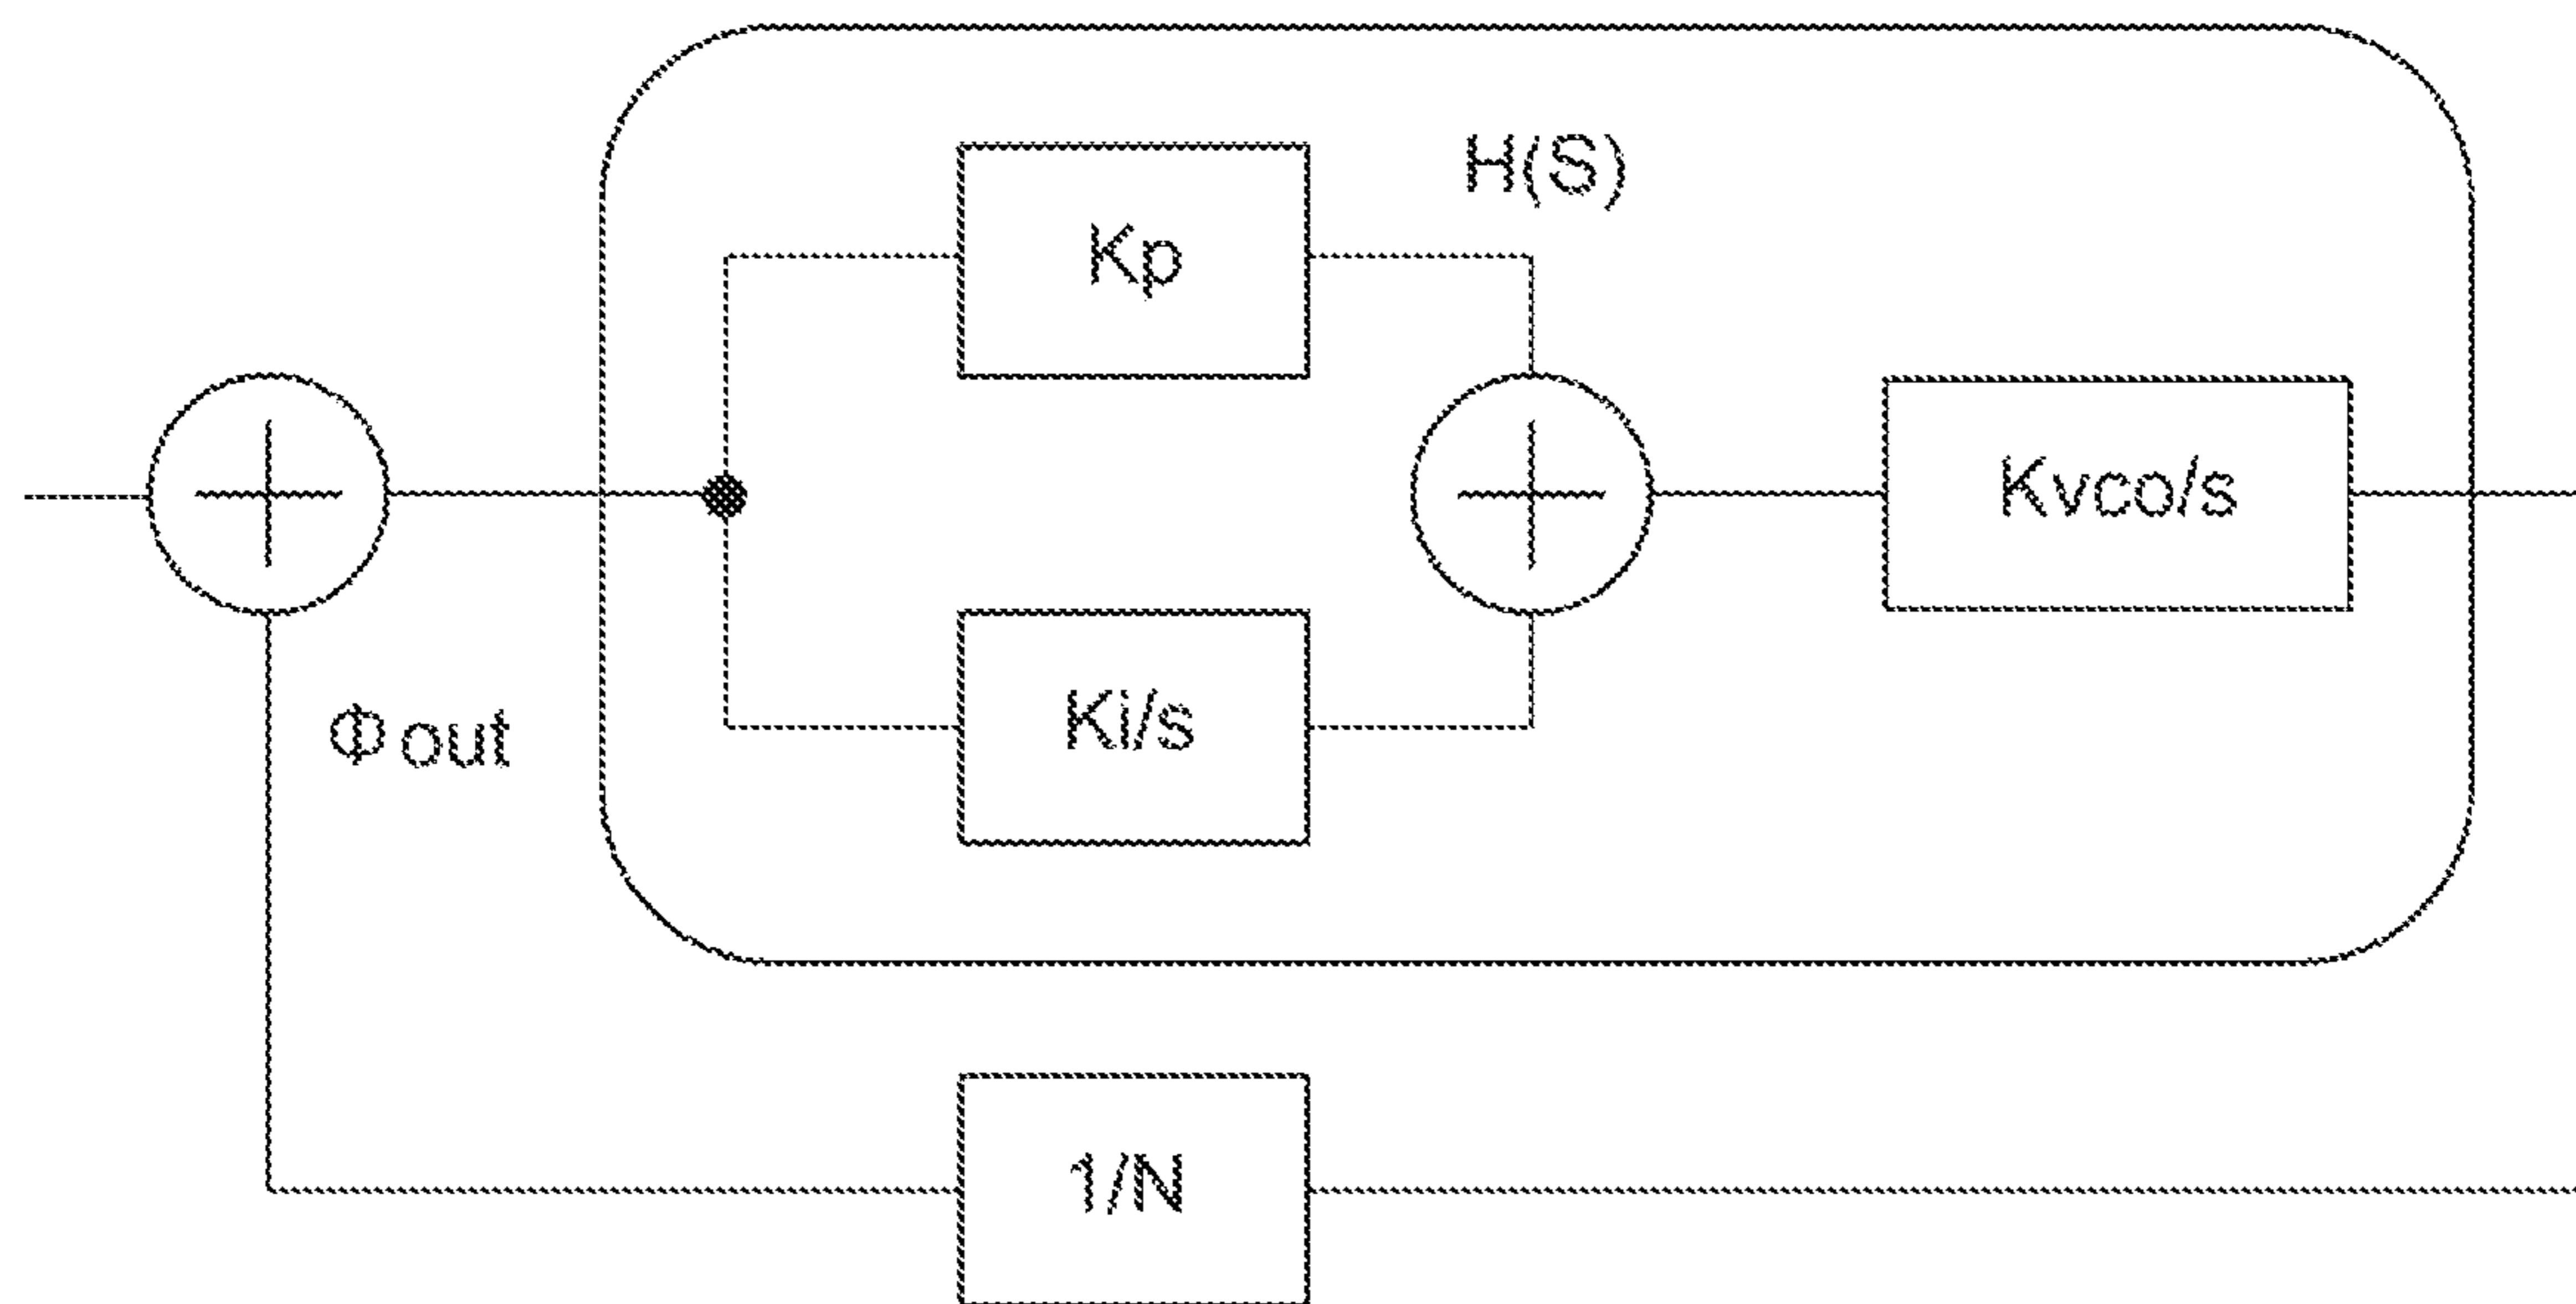 H(S)
Kp
Kvco/s
Ki/s
Φout
1/N